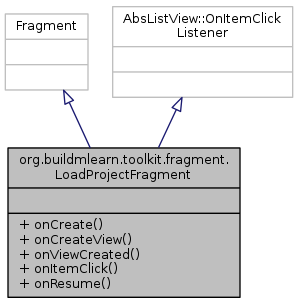 Fragment
AbsListView::OnItemClick
Listener
org.buildmlearn.toolkit.fragment.
LoadProjectFragment
+ onCreate()
+ onCreateView()
+ onViewCreated()
+ onItemClick()
+ onResume()